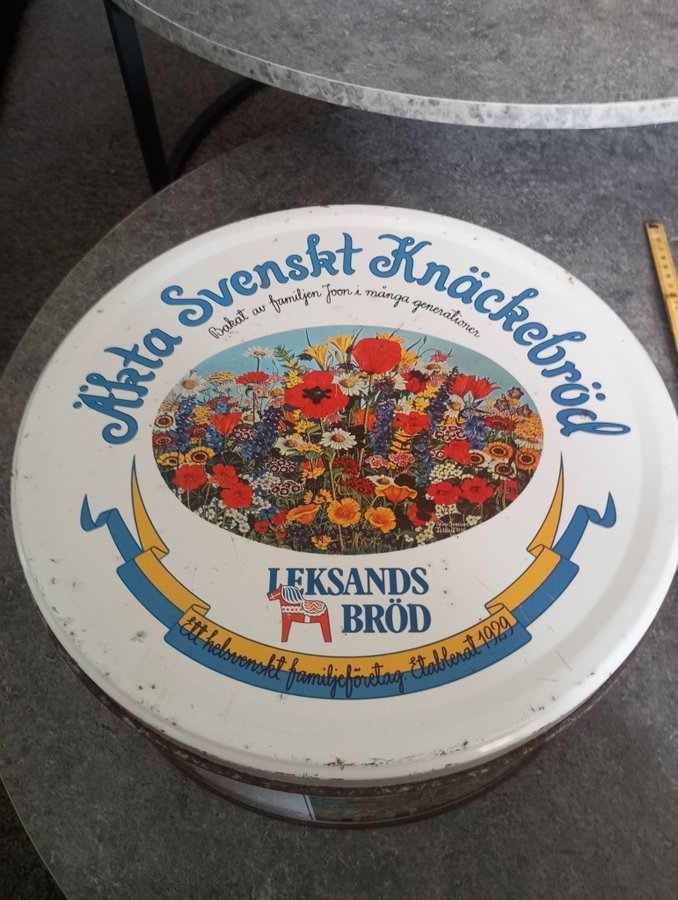 Äkta Svenskt Knäckebröd
Bakat av familjen Joon i många generationer
LEKSANDS
BRÖD
Ett helsvenskt familjeföretag. Etablerat 1929